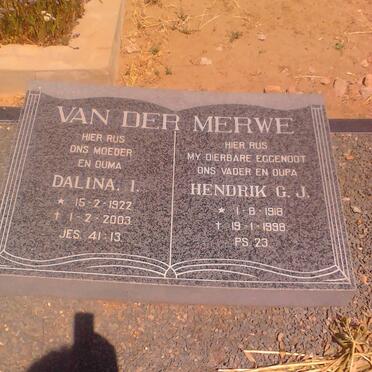 VAN DER MERWE
HIER RUS
ONS MOEDER
EN OUMA
DALINA. I.
* 15-2-1922
† 1-2-2003
JES. 41-13
HIER RUS
MY DIERBARE EGGENOOT
ONS VADER EN OUPA
HENDRIK G. J.
* 1-6-1918
† 19-1-1998
PS. 23